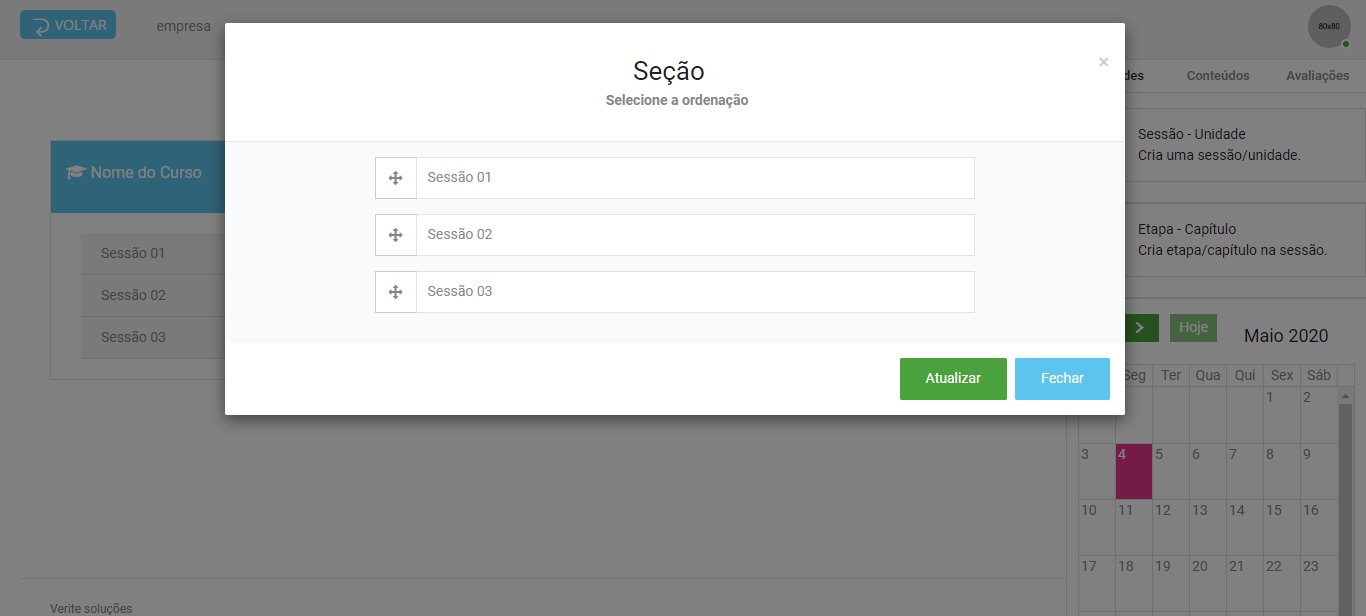 VOLTAR
empresa
80x80
Seção
×
Selecione a ordenação
des
Conteúdos
Avaliações
Nome do Curso
Sessão 01
Sessão 02
Sessão 03
Sessão 01
Sessão 02
Sessão 03
Atualizar
Fechar
Sessão - Unidade
Cria uma sessão/unidade.
Etapa - Capítulo
Cria etapa/capítulo na sessão.
Hoje
Maio 2020
Seg Ter Qua Qui Sex Sáb
1 2
3 4 5 6 7 8 9
10 11 12 13 14 15 16
17 18 19 20 21 22 23
Verite soluções